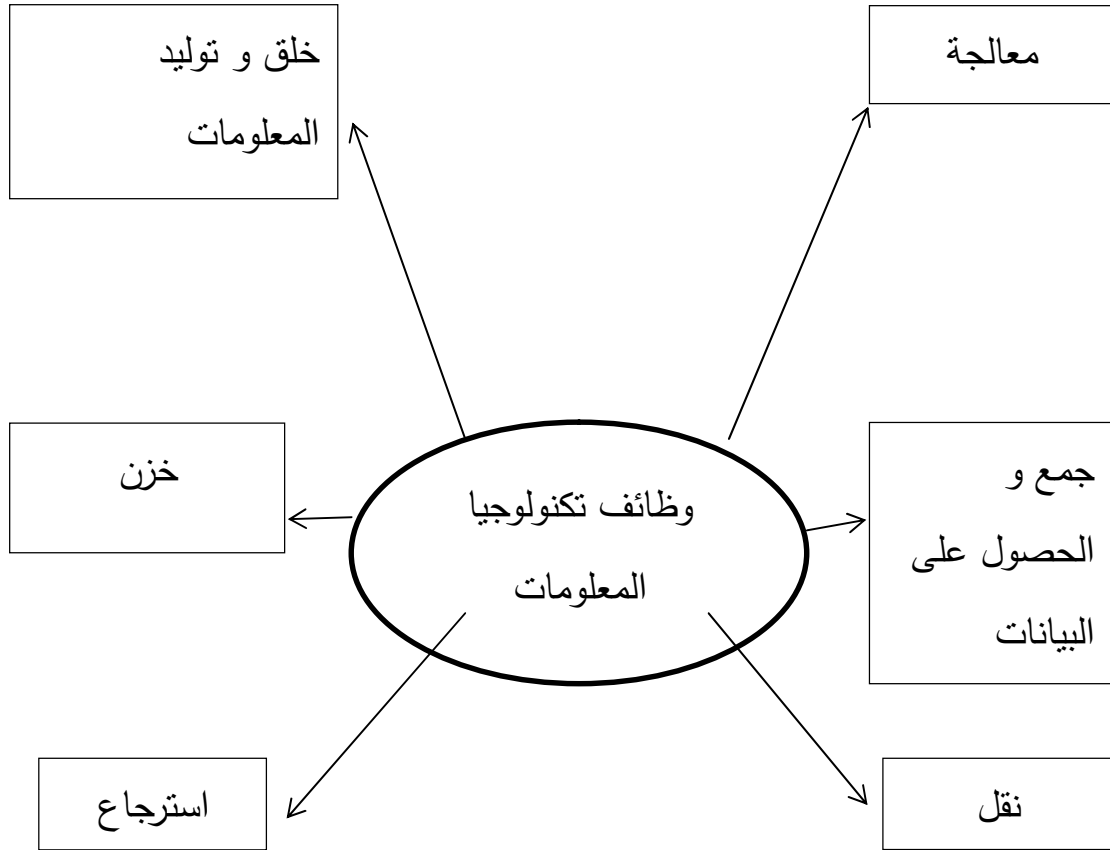 معالجة
خلق و توليد
المعلومات
جمع و
الحصول على
البيانات
وظائف تكنولوجيا
المعلومات
خزن
نقل
استرجاع